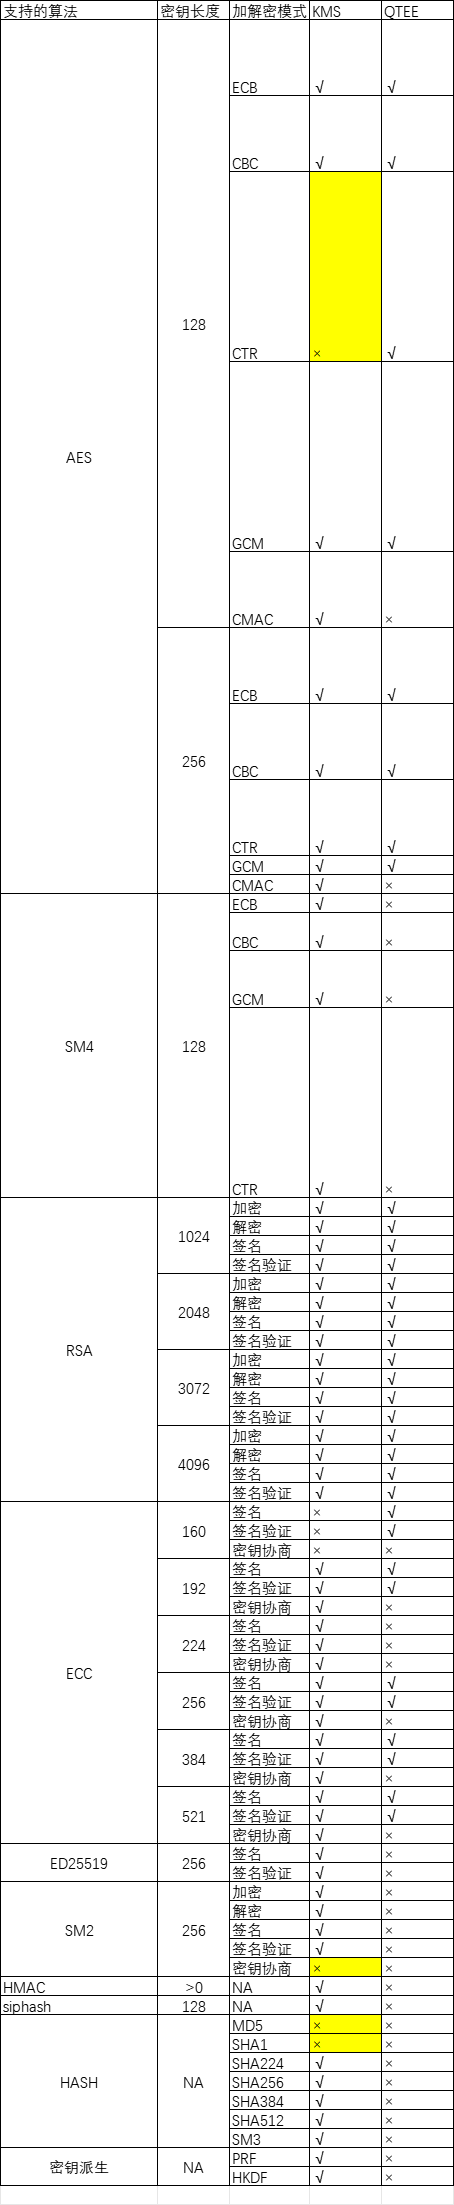 支持的算法 密钥长度 加解密模式 KMS QTEE
ECB √ √
CBC √ √
128
CTR × √
AES
GCM √ √
CMAC √ ×
ECB √ √
256
CBC √ √
CTR √ √
GCM √ √
CMAC √ ×
ECB √ ×
CBC √ ×
GCM √ ×
SM4 128
CTR √ ×
加密 √ √
解密 √ √
1024
签名 √ √
签名验证 √ √
加密 √ √
解密 √ √
2048
签名 √ √
签名验证 √ √
RSA
加密 √ √
解密 √ √
3072
签名 √ √
签名验证 √ √
加密 √ √
解密 √ √
4096
签名 √ √
签名验证 √ √
签名 × √
160 签名验证 × √
密钥协商 × ×
签名 √ √
192 签名验证 √ √
密钥协商 √ ×
签名 √ ×
224 签名验证 √ ×
密钥协商 √ ×
ECC
签名 √ √
256 签名验证 √ √
密钥协商 √ ×
签名 √ √
384 签名验证 √ √
密钥协商 √ ×
签名 √ √
521 签名验证 √ √
密钥协商 √ ×
签名 √ ×
ED25519 256
签名验证 √ ×
加密 √ ×
解密 √ ×
SM2 256 签名 √ ×
签名验证 √ ×
密钥协商 × ×
HMAC >0 NA √ ×
siphash 128 NA √ ×
MD5 × ×
SHA1 × ×
SHA224 √ ×
HASH NA SHA256 √ ×
SHA384 √ ×
SHA512 √ ×
SM3 √ ×
PRF √ ×
密钥派生 NA
HKDF √ ×